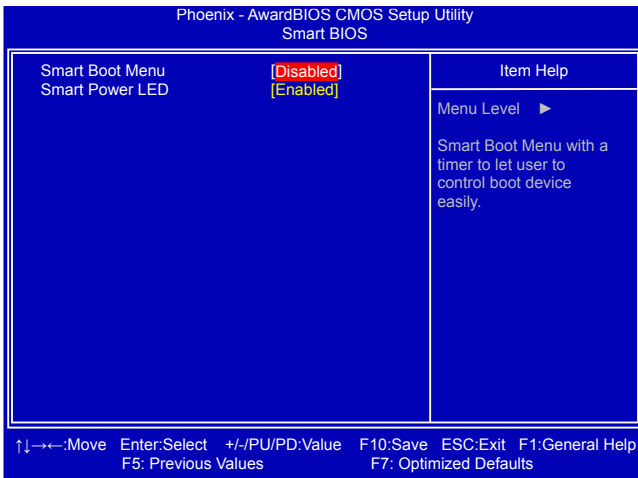 Phoenix - AwardBIOS CMOS Setup Utility
Smart BIOS
Smart Boot Menu [Disabled]
Smart Power LED [Enabled]
Item Help
Menu Level ►
Smart Boot Menu with a
timer to let user to
control boot device
easily.
↑↓→←:Move Enter:Select +/-/PU/PD:Value F10:Save ESC:Exit F1:General Help
F5: Previous Values F7: Optimized Defaults